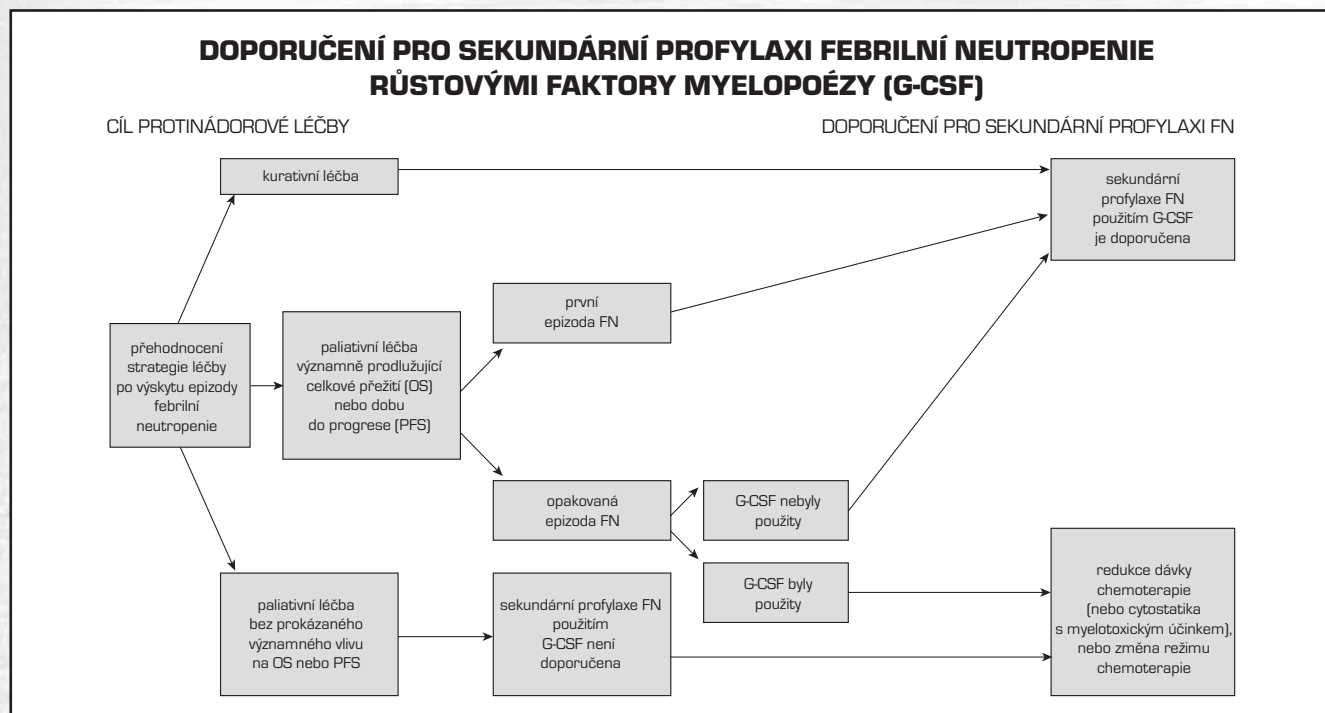 DOPORUČENÍ PRO SEKUNDÁRNÍ PROFYLAXI FEBRILNÍ NEUTROPENIE
RŮSTOVÝMI FAKTORY MYELOPOÉZY (G-CSF)
CÍL PROTINÁDOROVÉ LÉČBY
DOPORUČENÍ PRO SEKUNDÁRNÍ PROFYLAXI FN
kurativní léčba
sekundární
profylaxe FN
použitím G-CSF
je doporučena
první
epizoda FN
přehodnocení
strategie léčby
po výskytu epizody
febrilní
neutropenie
paliativní léčba
významně prodlužující
celkové přežití (OS)
nebo dobu
do progrese (PFS)
opakovaná
epizoda FN
G-CSF nebyly
použity
G-CSF byly
použity
redukce dávky
chemoterapie
(nebo cytostatika
s myelotoxickým účinkem),
nebo změna režimu
chemoterapie
paliativní léčba
bez prokázaného
významného vlivu
na OS nebo PFS
sekundární profylaxe FN
použitím
G-CSF není
doporučena